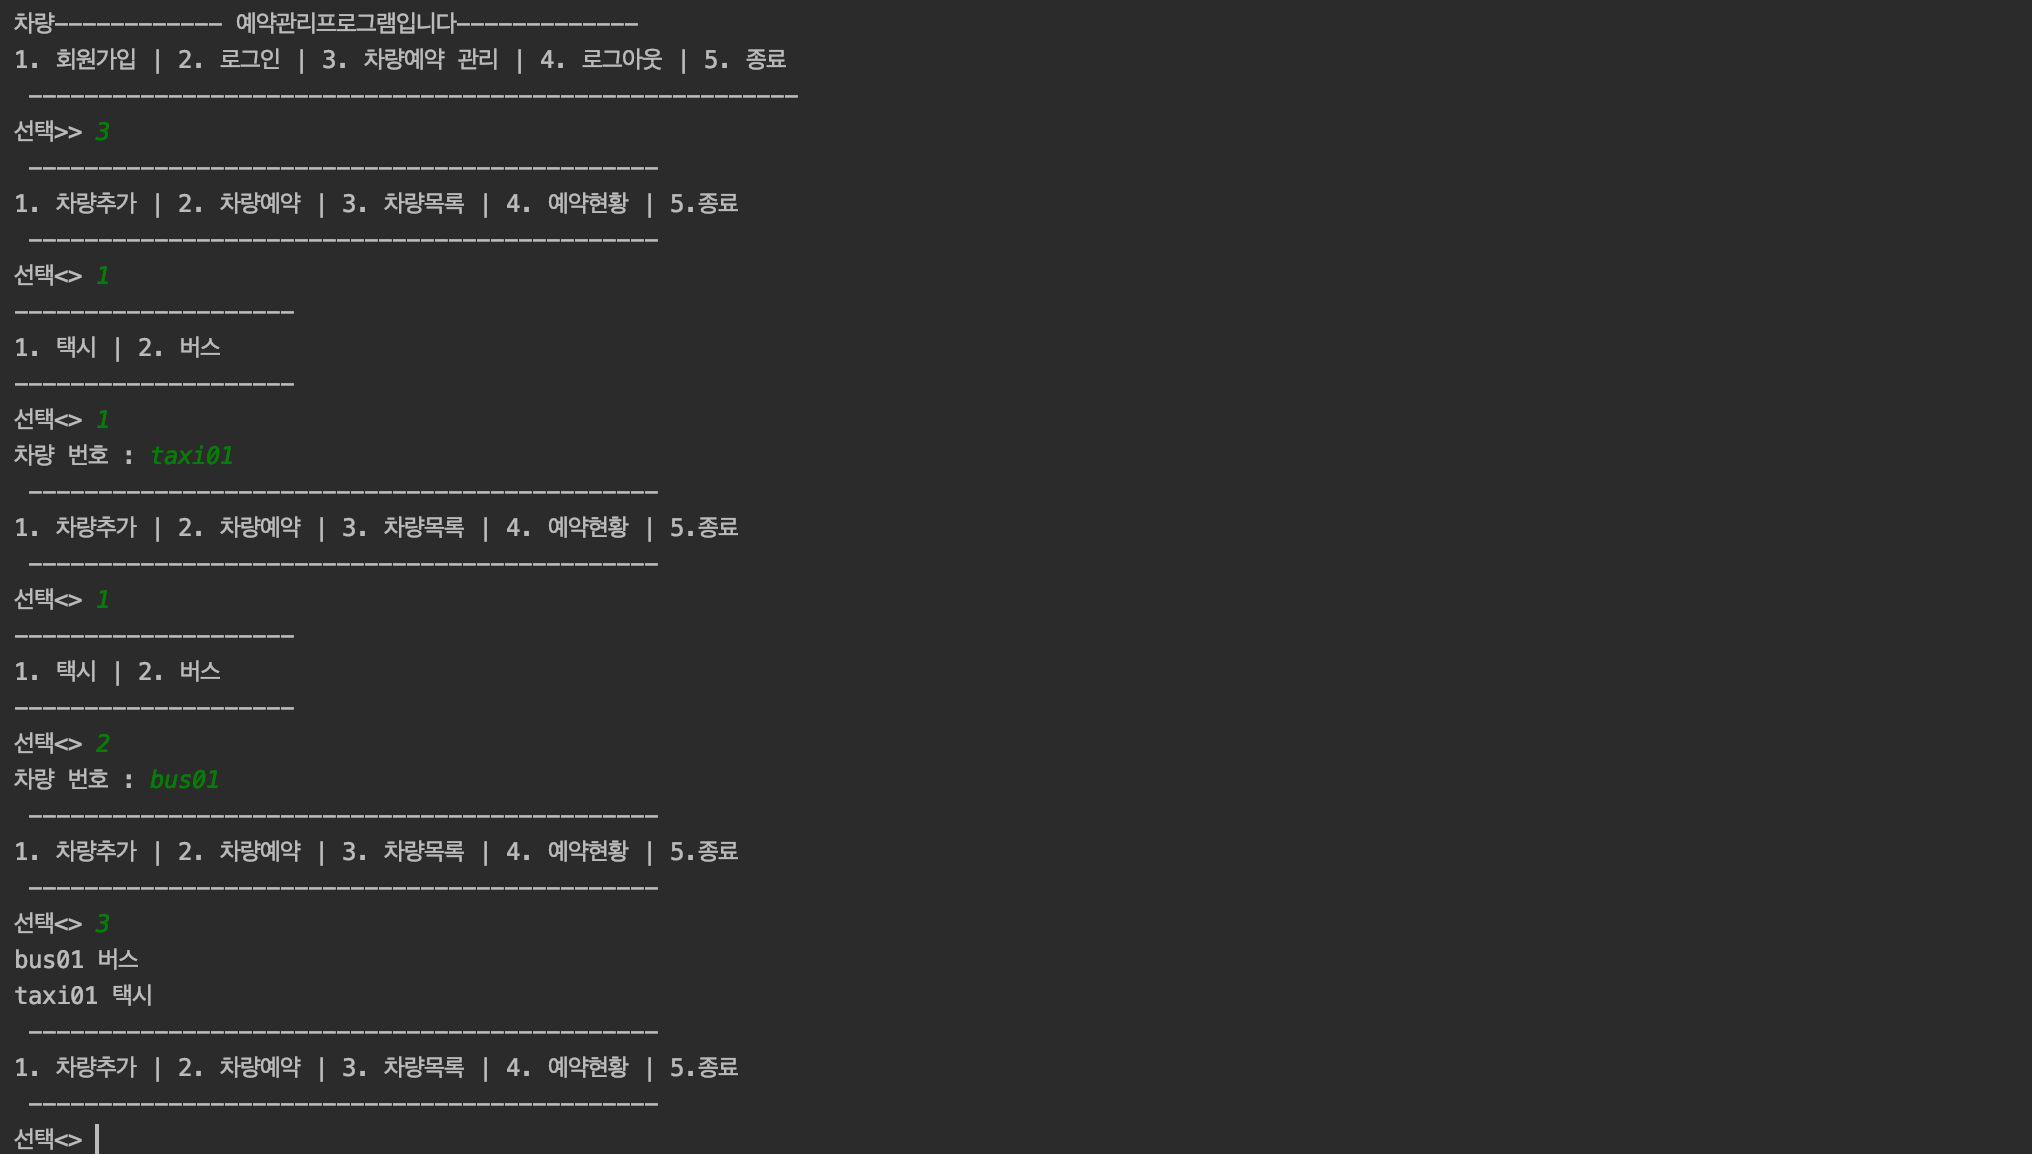 차량------------ 예약관리프로그램입니다-------------
1. 회원가입 | 2. 로그인 | 3. 차량예약 관리 | 4. 로그아웃 | 5. 종료
-------------------------------------------------------
선택>> 3
---------------------------------------------
1. 차량추가 | 2. 차량예약 | 3. 차량목록 | 4. 예약현황 | 5.종료
---------------------------------------------
선택<> 1
--------------------
1. 택시 | 2. 버스
--------------------
선택<> 1
차량 번호 : taxi01
---------------------------------------------
1. 차량추가 | 2. 차량예약 | 3. 차량목록 | 4. 예약현황 | 5.종료
---------------------------------------------
선택<> 1
--------------------
1. 택시 | 2. 버스
--------------------
선택<> 2
차량 번호 : bus01
---------------------------------------------
1. 차량추가 | 2. 차량예약 | 3. 차량목록 | 4. 예약현황 | 5.종료
---------------------------------------------
선택<> 3
bus01 버스
taxi01 택시
---------------------------------------------
1. 차량추가 | 2. 차량예약 | 3. 차량목록 | 4. 예약현황 | 5.종료
---------------------------------------------
선택<>